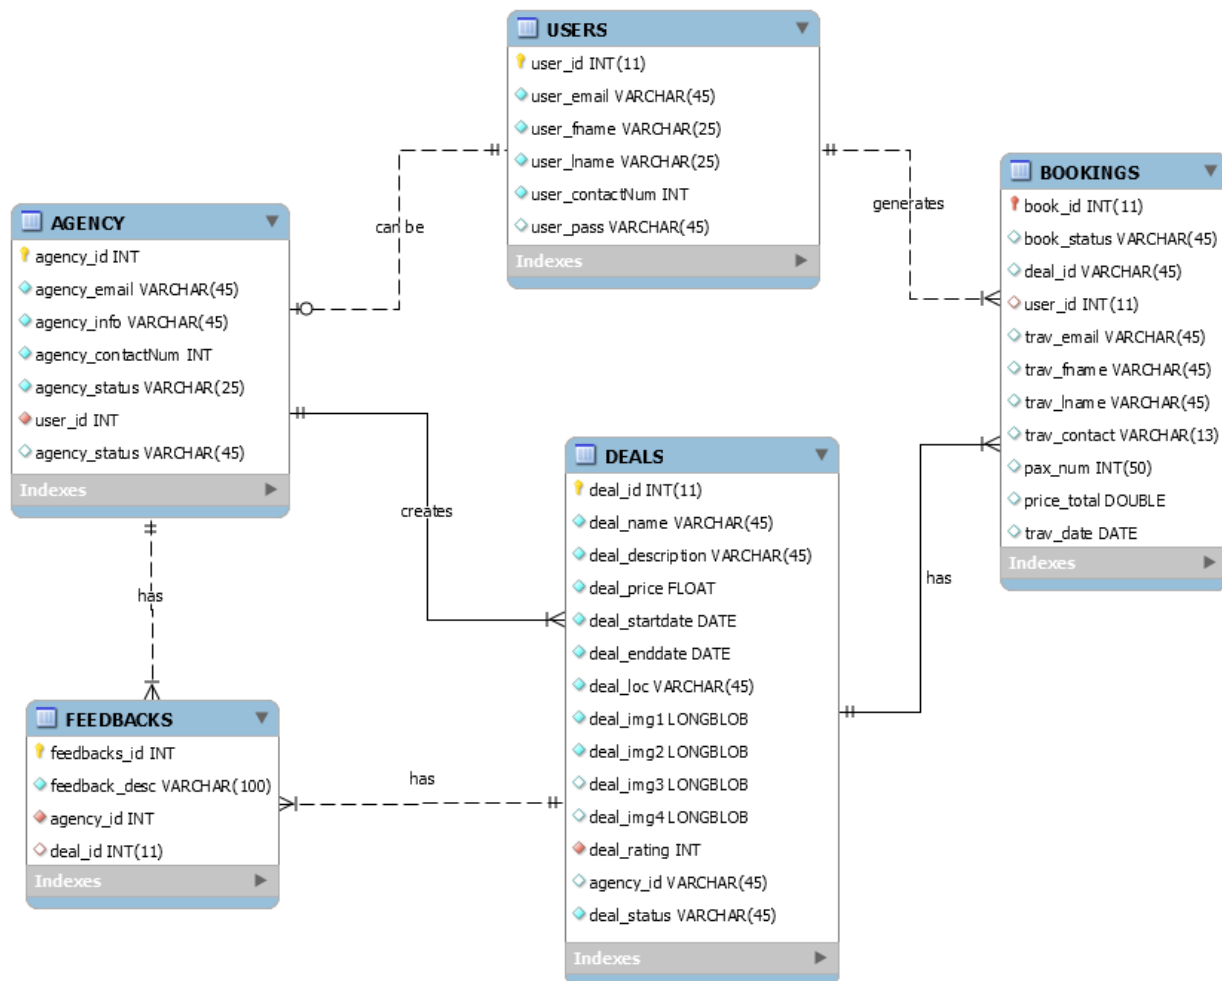 USERS
user_id INT(11)
user_email VARCHAR(45)
user_fname VARCHAR(25)
user_lname VARCHAR(25)
user_contactNum INT
user_pass VARCHAR(45)
Indexes
AGENCY
agency_id INT
agency_email VARCHAR(45)
agency_info VARCHAR(45)
agency_contactNum INT
agency_status VARCHAR(25)
user_id INT
agency_status VARCHAR(45)
Indexes
can be
generates
BOOKINGS
book_id INT(11)
book_status VARCHAR(45)
deal_id VARCHAR(45)
user_id INT(11)
trav_email VARCHAR(45)
trav_fname VARCHAR(45)
trav_lname VARCHAR(45)
trav_contact VARCHAR(13)
pax_num INT(50)
price_total DOUBLE
trav_date DATE
Indexes
creates
has
has
has
DEALS
deal_id INT(11)
deal_name VARCHAR(45)
deal_description VARCHAR(45)
deal_price FLOAT
deal_startdate DATE
deal_enddate DATE
deal_loc VARCHAR(45)
deal_img1 LONGBLOB
deal_img2 LONGBLOB
deal_img3 LONGBLOB
deal_img4 LONGBLOB
deal_rating INT
agency_id VARCHAR(45)
deal_status VARCHAR(45)
Indexes
FEEDBACKS
feedbacks_id INT
feedback_desc VARCHAR(100)
agency_id INT
deal_id INT(11)
Indexes